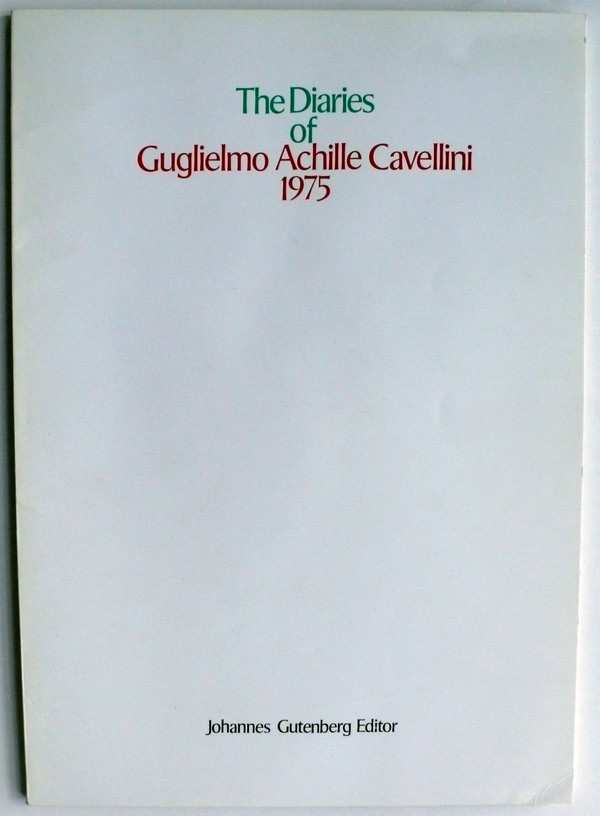 The Diaries
of
Guglielmo Achille Cavellini
1975
Johannes Gutenberg Editor